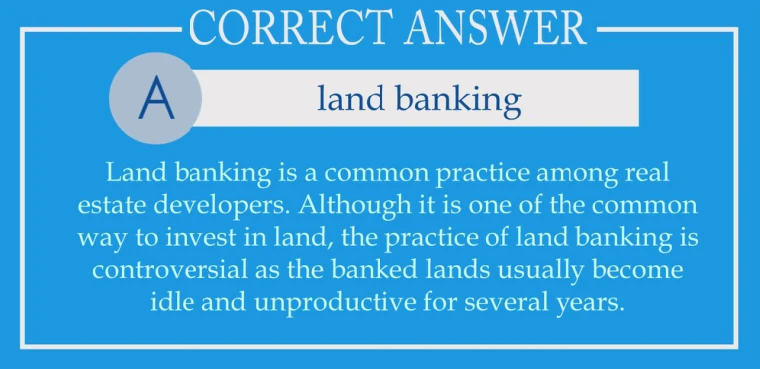 CORRECT ANSWER
A
land banking
Land banking is a common practice among real
estate developers. Although it is one of the common
way to invest in land, the practice of land banking is
controversial as the banked lands usually become
idle and unproductive for several years.